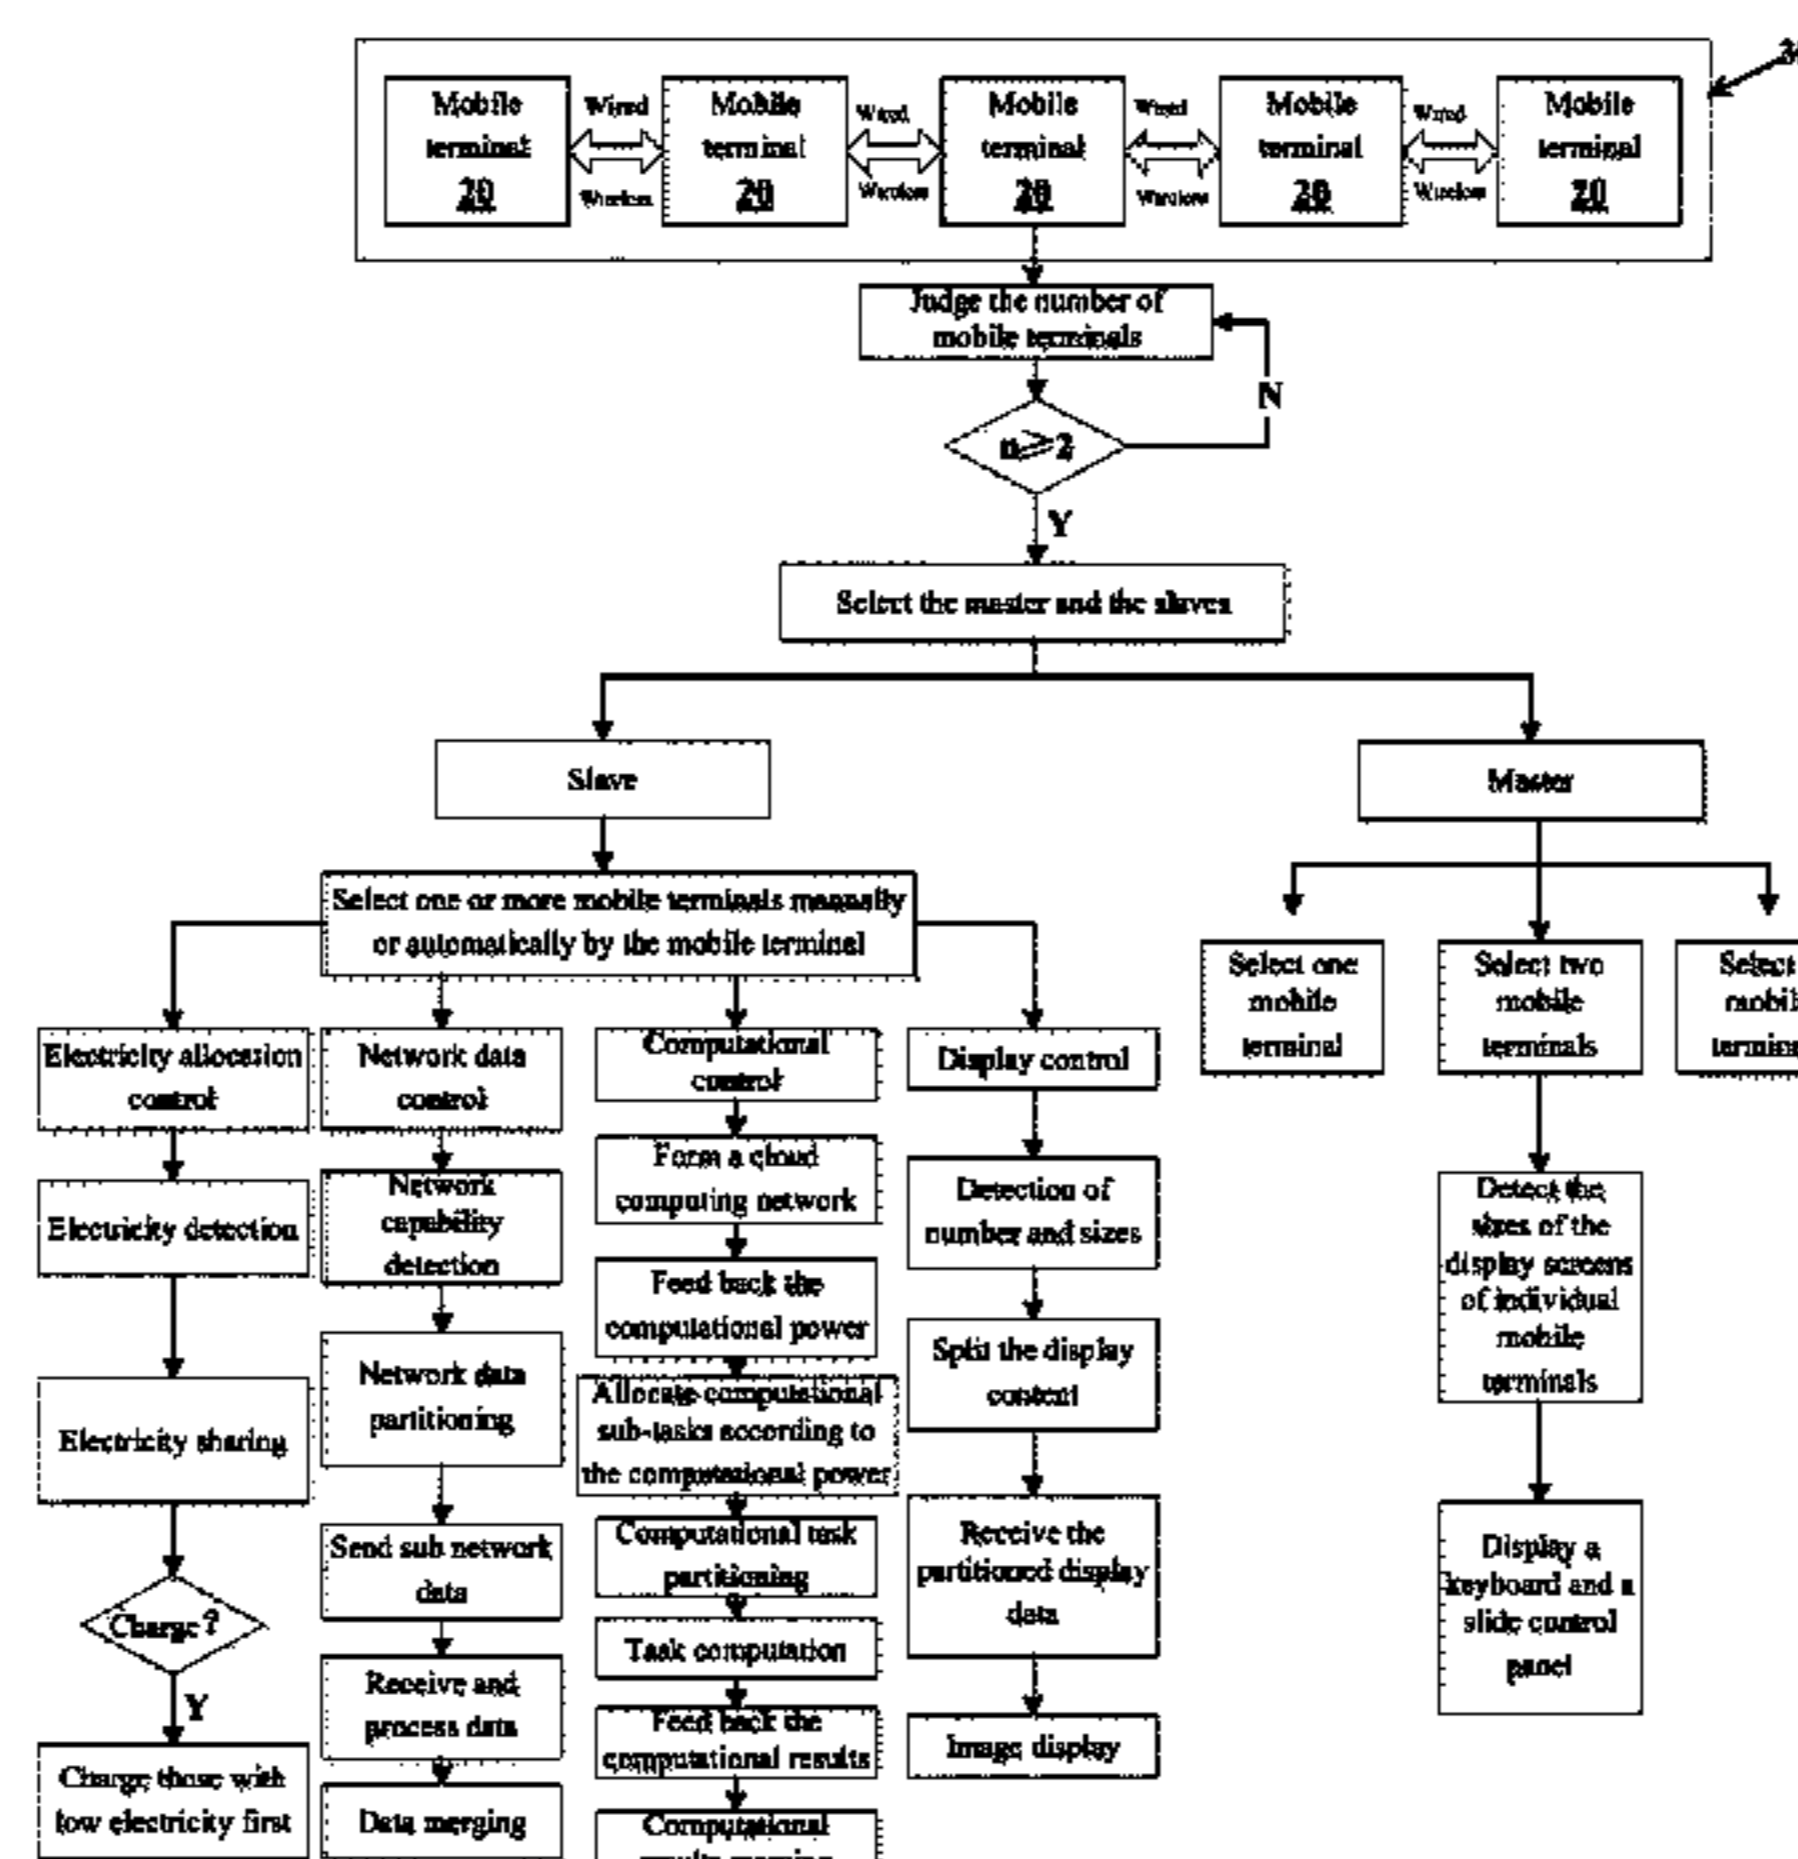 Mobile
terminal
20
Wired
Wireless
Mobile
terminal
20
Wired
Wireless
Mobile
terminal
20
Wired
Wireless
Mobile
terminal
20
Wired
Wireless
Mobile
terminal
20
Judge the number of
mobile terminals
n≥2
N
Y
Select the master and the slaves
Slave
Master
Select one or more mobile terminals manually
or automatically by the mobile terminal
Electricity allocation
control
Electricity detection
Electricity sharing
Charge?
Y
Charge those with
low electricity first
Network data
control
Network
capability
detection
Network data
partitioning
Send sub network
data
Receive and
process data
Data merging
Computational
control
Form a cloud
computing network
Feed back the
computational power
Allocate computational
sub-tasks according to
the computational power
Computational task
partitioning
Task computation
Feed back the
computational results
Computational
Display control
Detection of
number and sizes
Split the display
content
Receive the
partitioned display
data
Image display
Select one
mobile
terminal
Select two
mobile
terminals
Detect the
sizes of the
display screens
of individual
mobile
terminals
Display a
keyboard and a
slide control
panel
Select